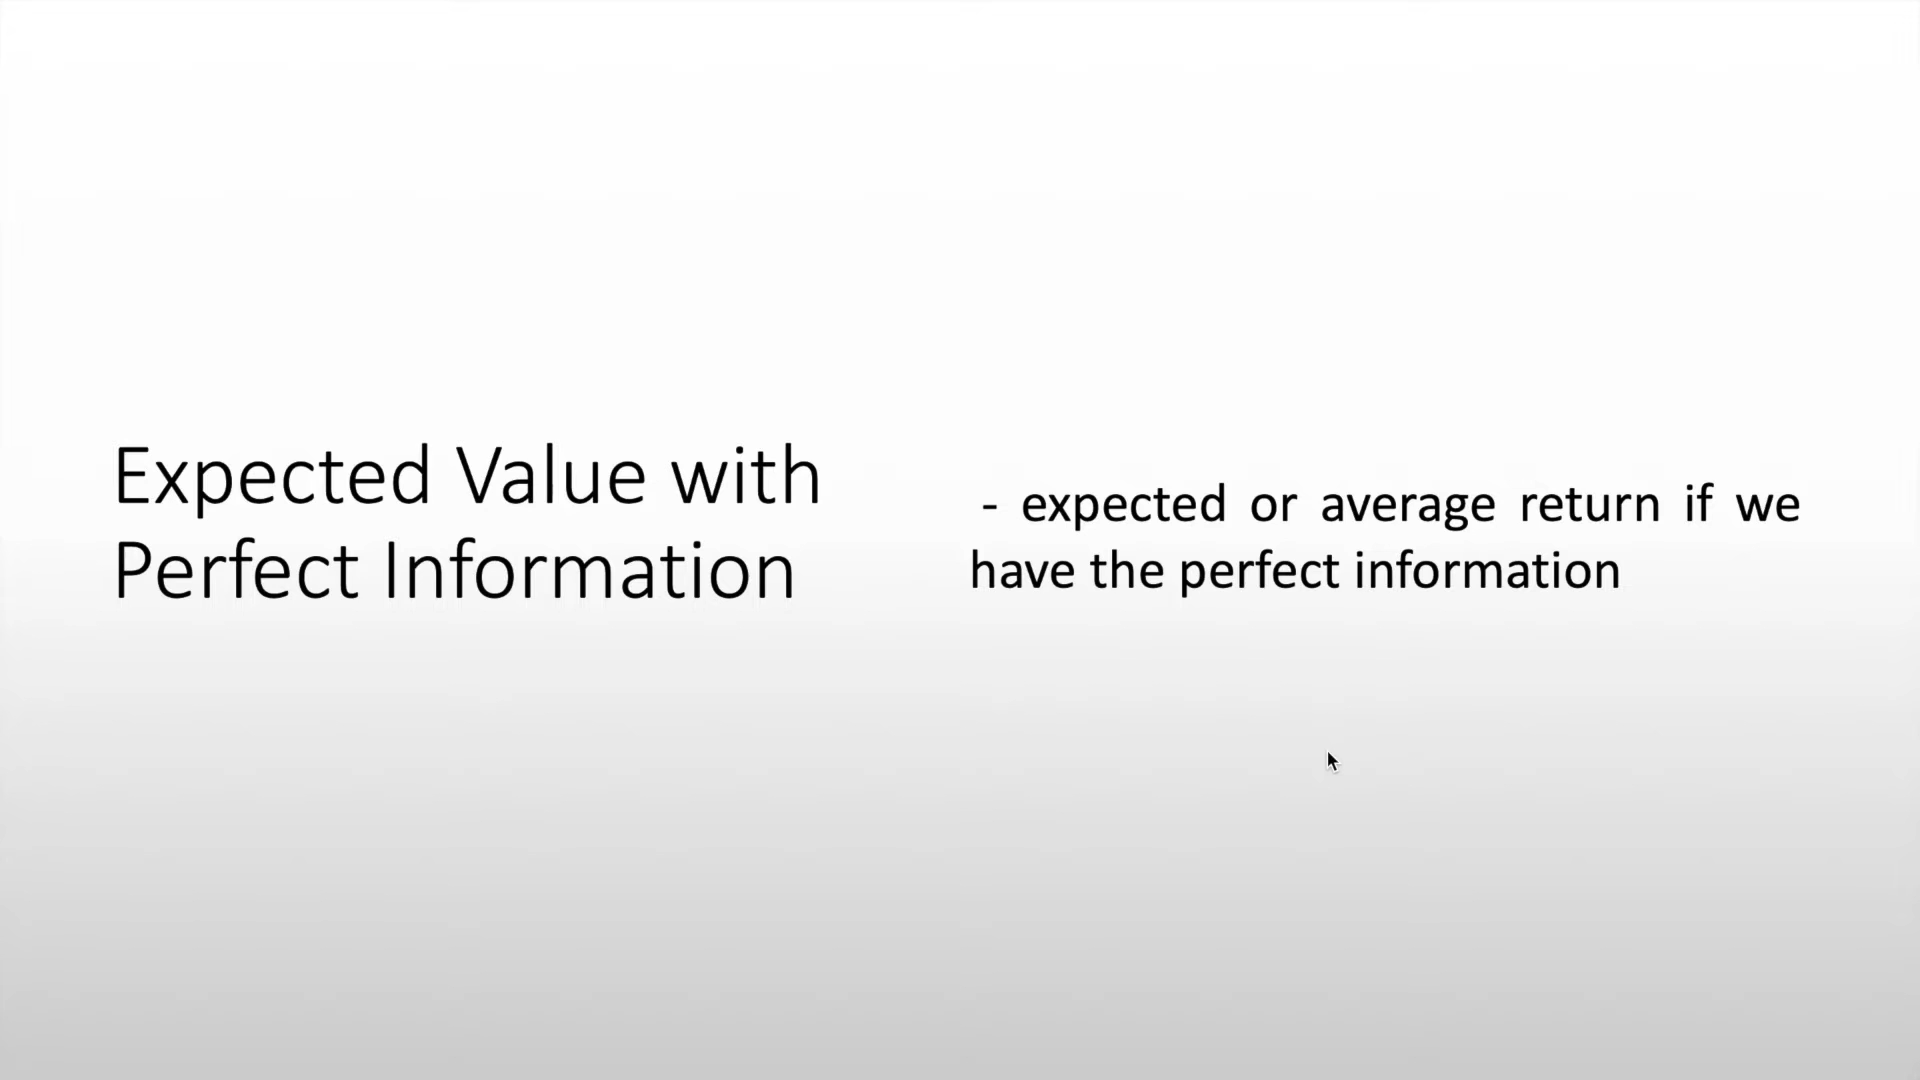 Expected Value with
Perfect Information
- expected or average return if we
have the perfect information